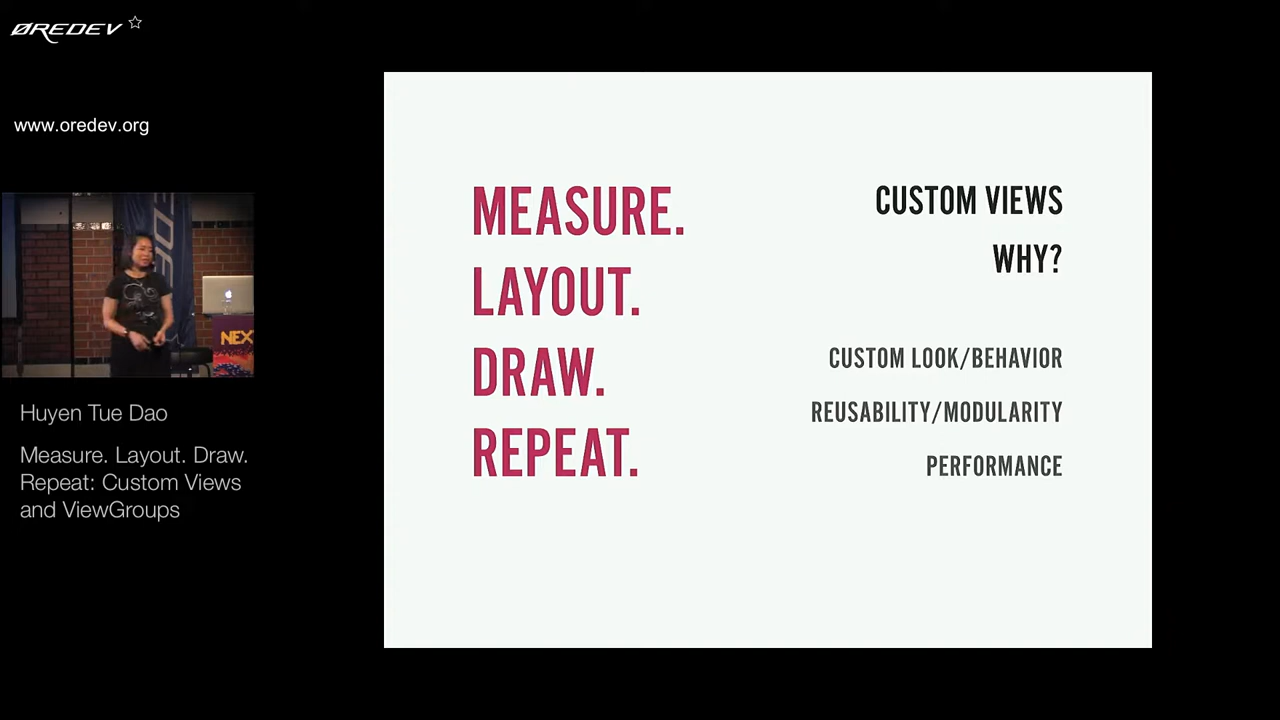 ØREDEV
www.oredev.org
NEX
Huyen Tue Dao
Measure. Layout. Draw.
Repeat: Custom Views
and ViewGroups
MEASURE.
LAYOUT.
DRAW.
REPEAT.
CUSTOM VIEWS
WHY?
CUSTOM LOOK/BEHAVIOR
REUSABILITY/MODULARITY
PERFORMANCE